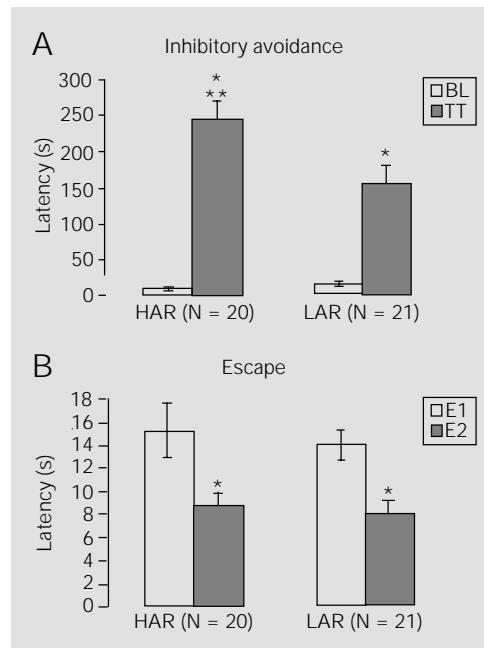 A
Inhibitory avoidance
300
250
200
150
100
50
0
Latency (s)
*
**
*
BL
TT
HAR (N = 20)
LAR (N = 21)
B
Escape
18
16
14
12
10
8
6
4
2
0
Latency (s)
*
*
E1
E2
HAR (N = 20)
LAR (N = 21)